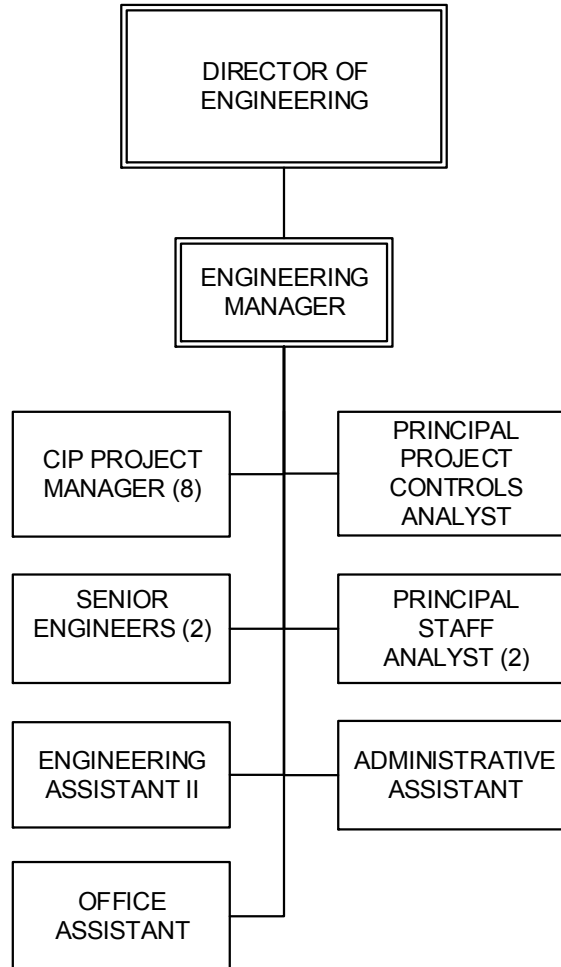 DIRECTOR OF
ENGINEERING
ENGINEERING
MANAGER
CIP PROJECT
MANAGER (8)
PRINCIPAL
PROJECT
CONTROLS
ANALYST
SENIOR
ENGINEERS (2)
PRINCIPAL
STAFF
ANALYST (2)
ENGINEERING
ASSISTANT II
ADMINISTRATIVE
ASSISTANT
OFFICE
ASSISTANT